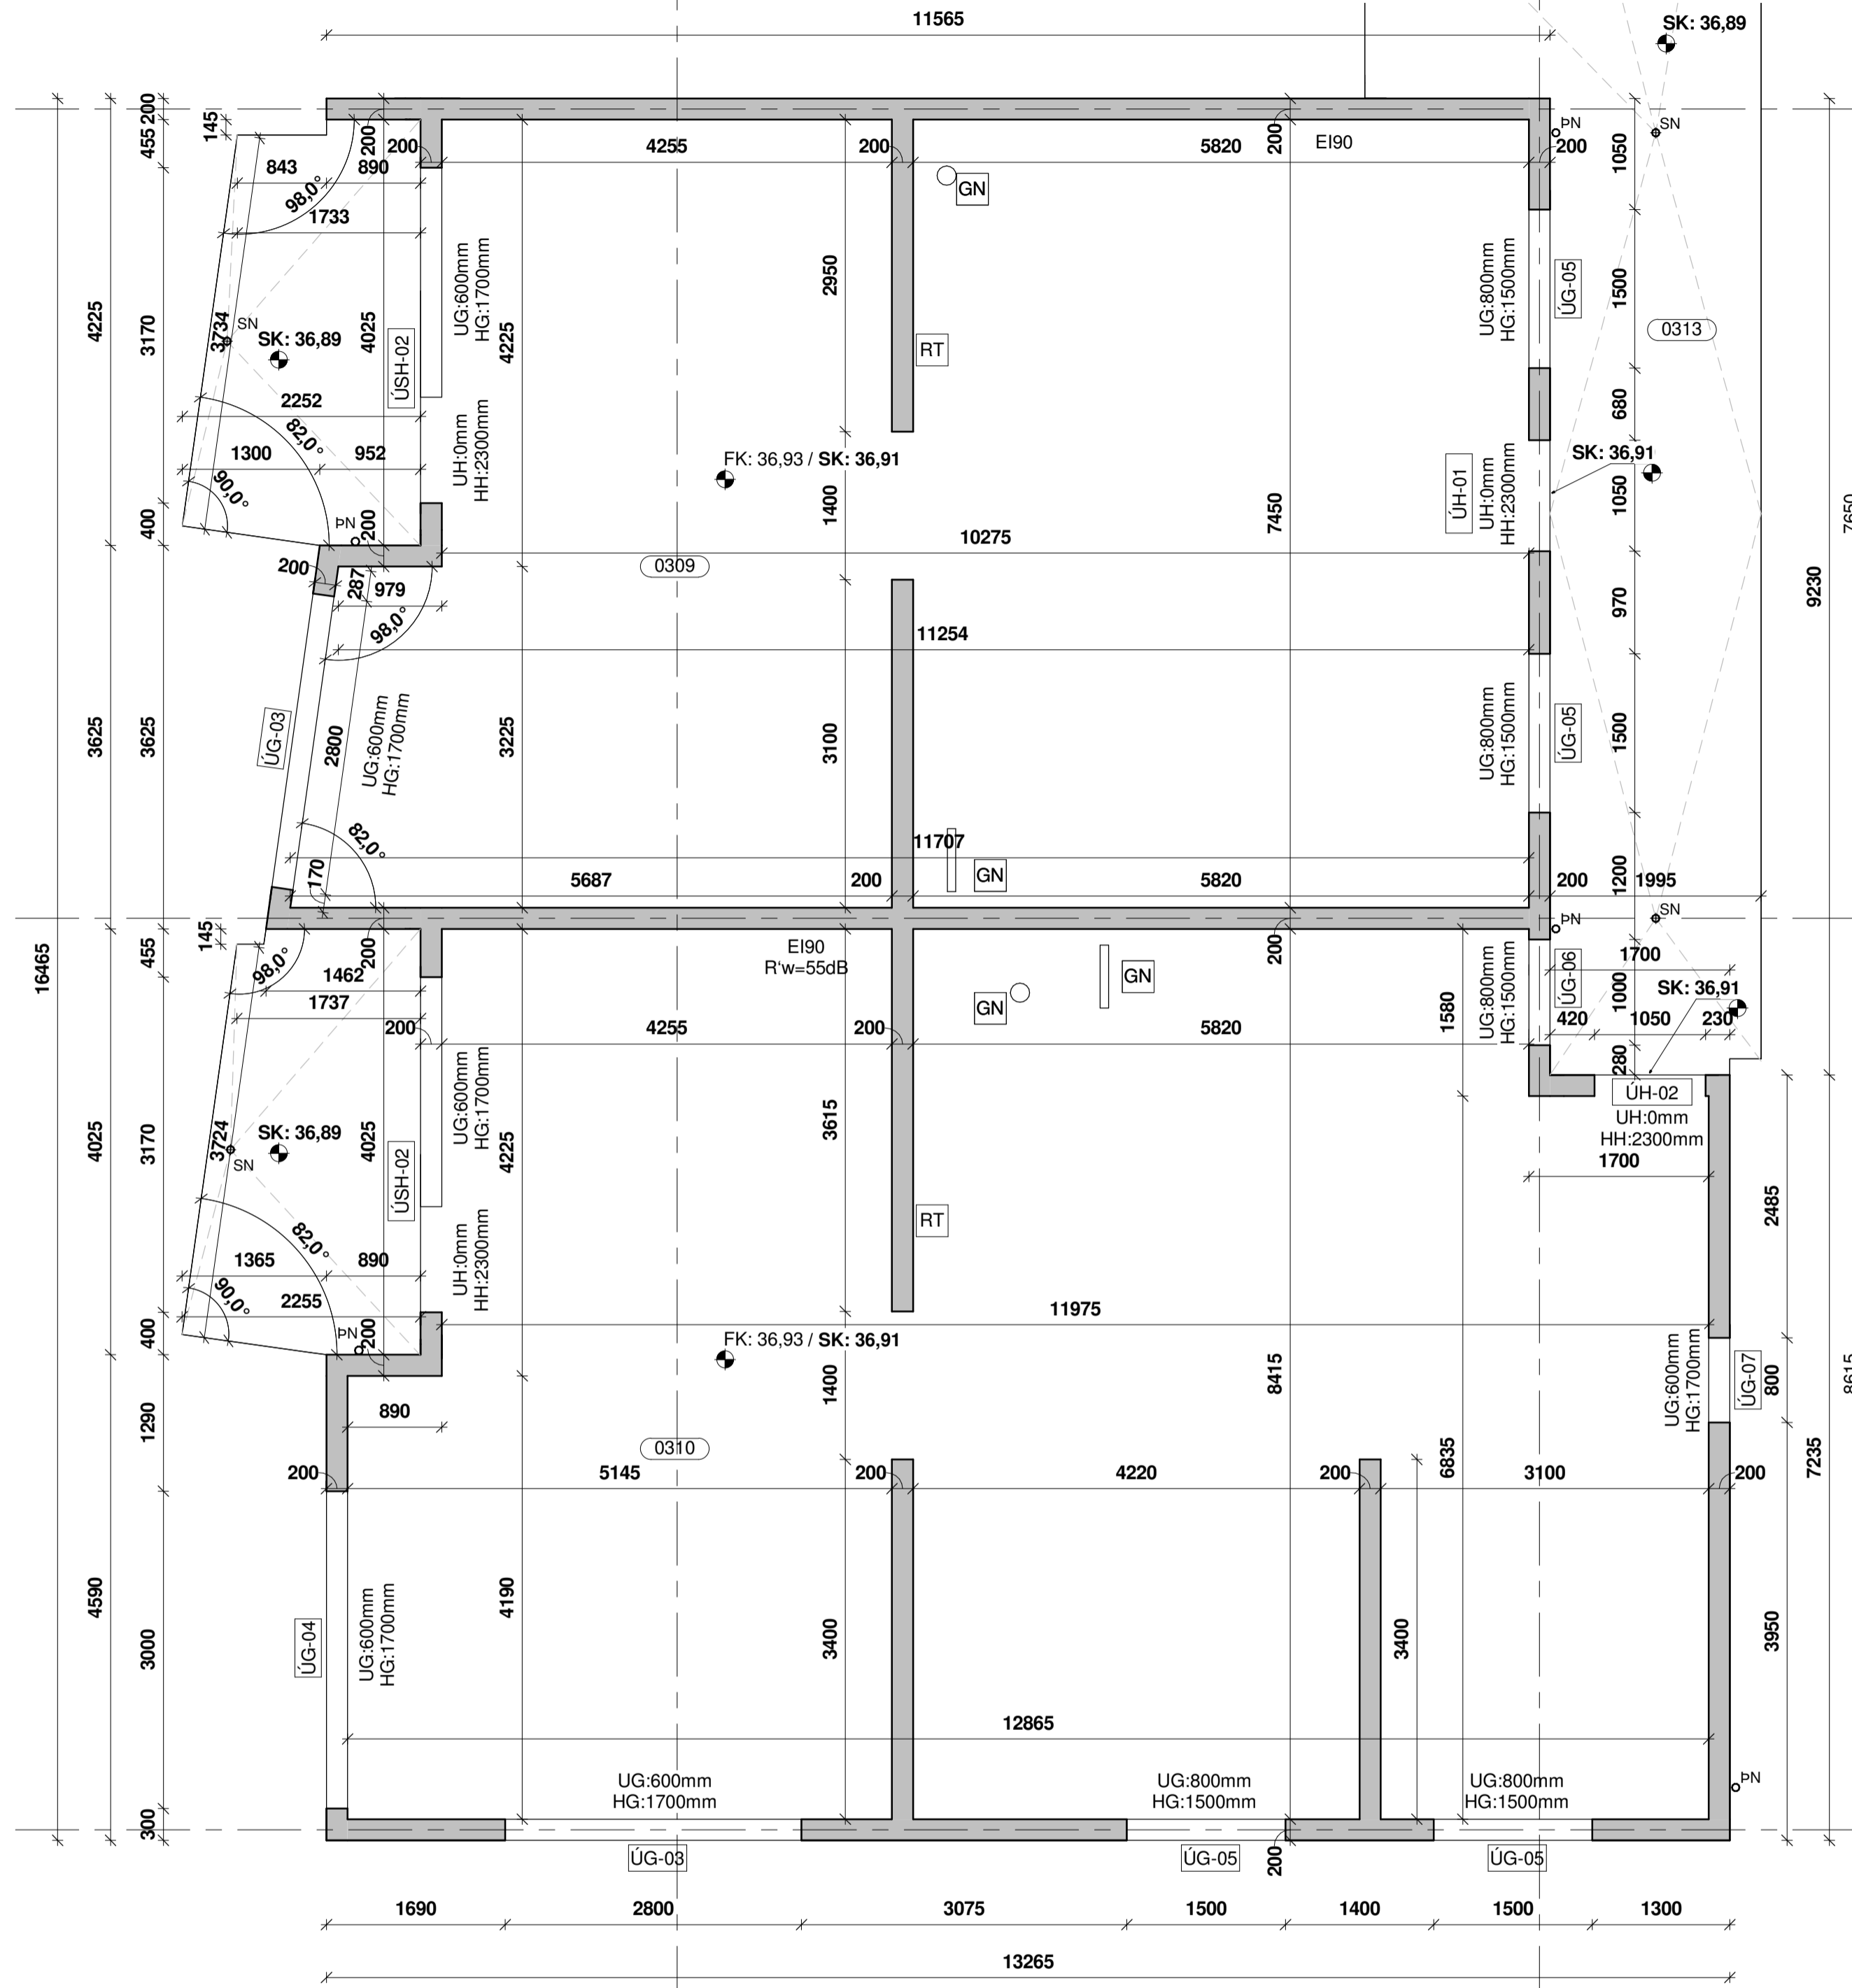 11565
SK: 36,89
200
455
145
200
200
4255
200
5820
200
EI90
ÞN
SN
200
1050
843
890
98,0°
1733
GN
4225
3170
3734
SN
SK: 36,89
4025
ÚSH-02
UG:600mm
HG:1700mm
4225
2950
RT
UG:800mm
HG:1500mm
ÚG-05
1500
0313
2252
82,0°
1300
952
90,0°
UH:0mm
HH:2300mm
FK: 36,93 / SK: 36,91
1400
7450
680
ÚH-01
UH:0mm
HH:2300mm
SK: 36,91
1050
7650
400
ÞN
200
10275
0309
200
287
979
98,0°
970
9230
11254
3625
3625
ÚG-03
2800
UG:600mm
HG:1700mm
3225
3100
UG:800mm
HG:1500mm
ÚG-05
1500
82,0°
170
11707
5687
200
GN
5820
200
1200
1995
16465
455
145
98,0°
200
1462
1737
EI90
R'w=55dB
200
ÞN
SN
GN
GN
1580
UG:800mm
HG:1500mm
ÚG-06
1700
1000
SK: 36,91
200
4255
200
5820
420
1050
230
280
4025
3170
3724
SN
SK: 36,89
4025
ÚSH-02
UG:600mm
HG:1700mm
4225
3615
RT
ÚH-02
UH:0mm
HH:2300mm
1700
2485
82,0°
1365
890
90,0°
2255
UH:0mm
HH:2300mm
11975
400
ÞN
200
FK: 36,93 / SK: 36,91
1400
8415
UG:600mm
HG:1700mm
ÚG-07
800
8615
1290
890
0310
200
5145
200
4220
200
6835
3100
200
7235
4590
3000
ÚG-04
UG:600mm
HG:1700mm
4190
3400
3400
3950
12865
UG:600mm
HG:1700mm
UG:800mm
HG:1500mm
UG:800mm
HG:1500mm
ÞN
300
ÚG-03
ÚG-05
200
ÚG-05
1690
2800
3075
1500
1400
1500
1300
13265